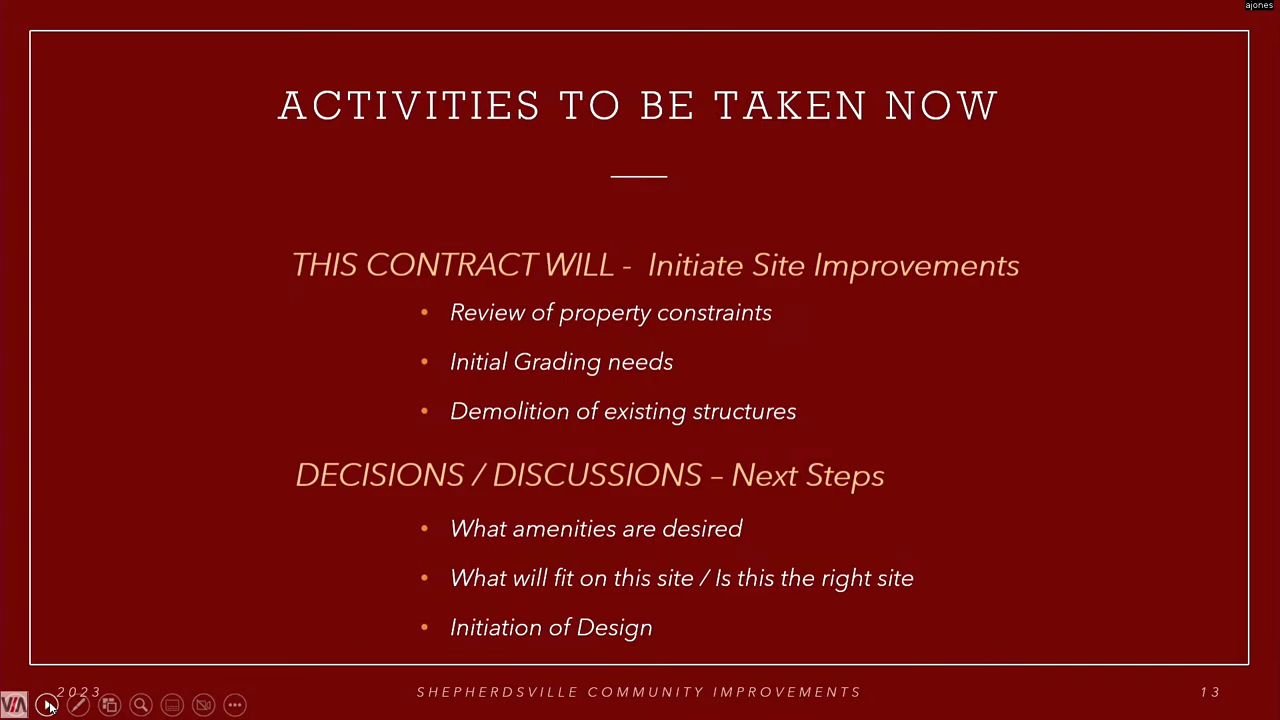 ajones
ACTIVITIES TO BE TAKEN NOW
THIS CONTRACT WILL - Initiate Site Improvements
• Review of property constraints
• Initial Grading needs
• Demolition of existing structures
DECISIONS / DISCUSSIONS – Next Steps
• What amenities are desired
• What will fit on this site / Is this the right site
• Initiation of Design
2023
SHEPHERDSVILLE COMMUNITY IMPROVEMENTS
13
VIA